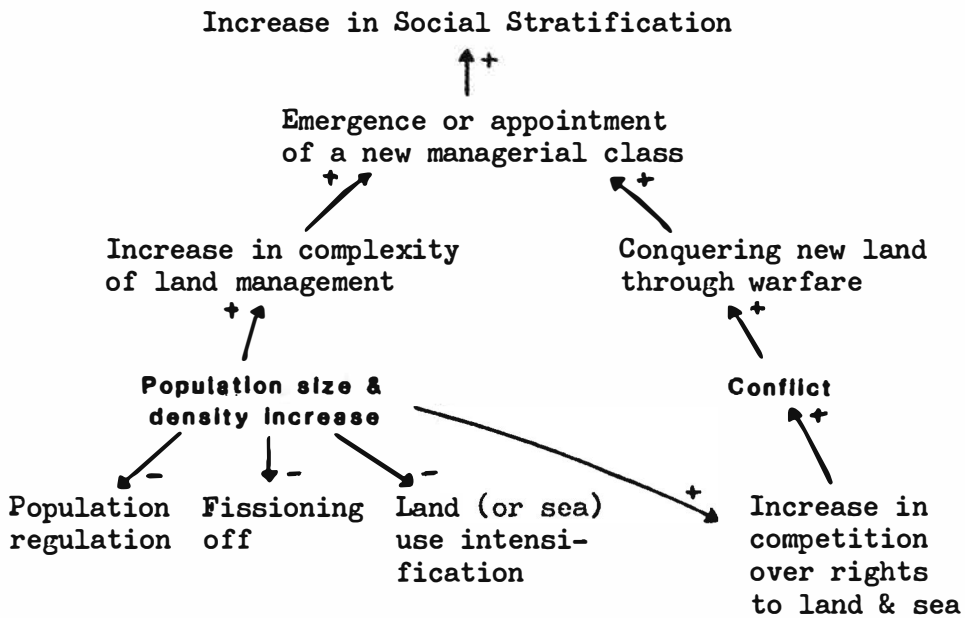 Increase in Social Stratification
+
Emergence or appointment
of a new managerial class
+ +
Increase in complexity
of land management
Conquering new land
through warfare
+ +
Population size &
density increase
Conflict
+
- - - +
Population
regulation
Fissioning
off
Land (or sea)
use intensi-
fication
Increase in
competition
over rights
to land & sea